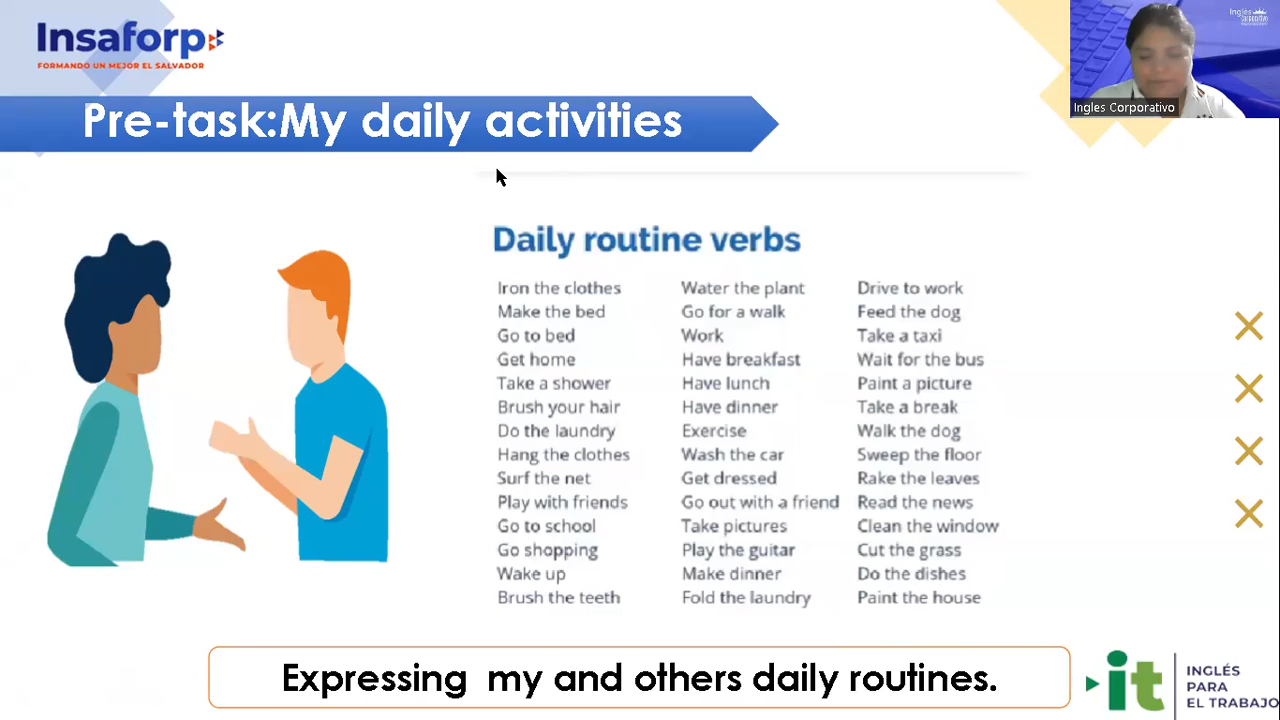 Insaforp
FORMANDO UN MEJOR EL SALVADOR
Ingles
CORPORATIVO
Ingles Corporativo
Pre-task:My daily activities
Daily routine verbs
Iron the clothes
Make the bed
Go to bed
Get home
Take a shower
Brush your hair
Do the laundry
Hang the clothes
Surf the net
Play with friends
Go to school
Go shopping
Wake up
Brush the teeth
Water the plant
Go for a walk
Work
Have breakfast
Have lunch
Have dinner
Exercise
Wash the car
Get dressed
Go out with a friend
Take pictures
Play the guitar
Make dinner
Fold the laundry
Drive to work
Feed the dog
Take a taxi
Wait for the bus
Paint a picture
Take a break
Walk the dog
Sweep the floor
Rake the leaves
Read the news
Clean the window
Cut the grass
Do the dishes
Paint the house
Expressing my and others daily routines.
it
INGLÉS
PARA
EL TRABAJO